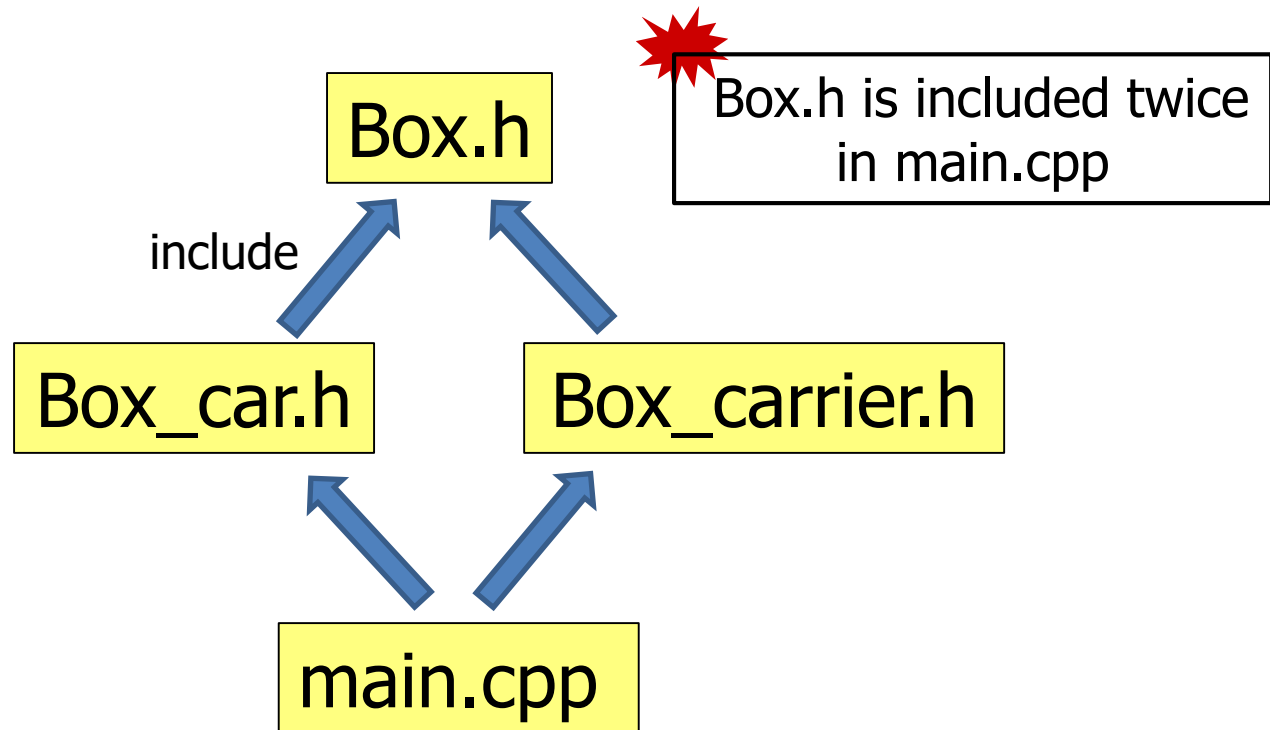 Box.h is included twice
in main.cpp
Box.h
include
Box_car.h
Box_carrier.h
main.cpp